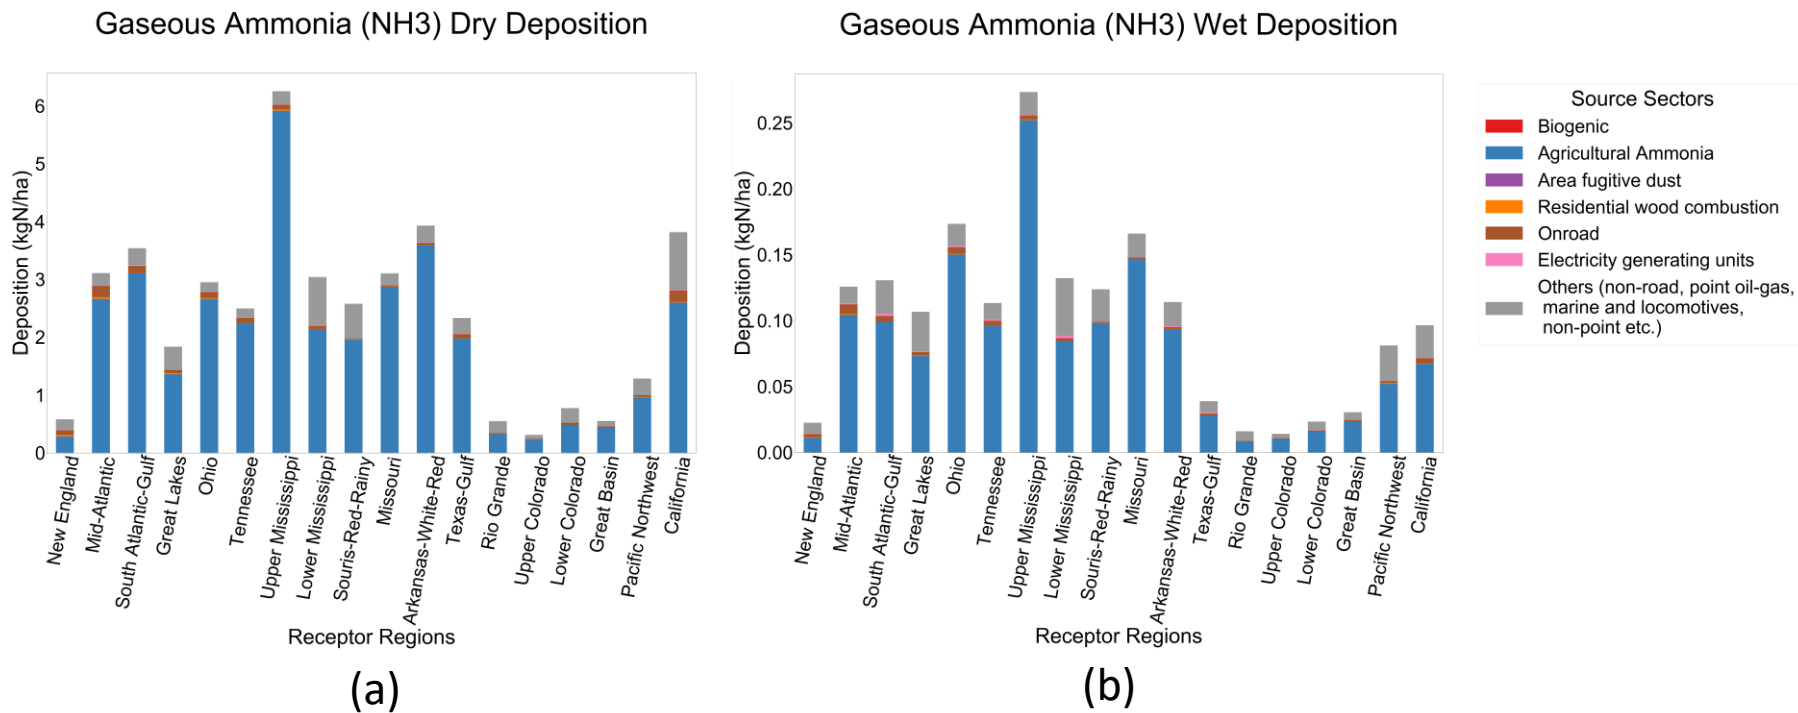 Gaseous Ammonia (NH3) Dry Deposition
Deposition (kgN/ha)
6
5
4
3
2
1
0
New England
Mid-Atlantic
South Atlantic-Gulf
Great Lakes
Ohio
Tennessee
Upper Mississippi
Lower Mississippi
Souris-Red-Rainy
Missouri
Arkansas-White-Red
Texas-Gulf
Rio Grande
Upper Colorado
Lower Colorado
Great Basin
Pacific Northwest
California
Receptor Regions
(a)
Gaseous Ammonia (NH3) Wet Deposition
Deposition (kgN/ha)
0.25
0.20
0.15
0.10
0.05
0.00
New England
Mid-Atlantic
South Atlantic-Gulf
Great Lakes
Ohio
Tennessee
Upper Mississippi
Lower Mississippi
Souris-Red-Rainy
Missouri
Arkansas-White-Red
Texas-Gulf
Rio Grande
Upper Colorado
Lower Colorado
Great Basin
Pacific Northwest
California
Receptor Regions
(b)
Source Sectors
Biogenic
Agricultural Ammonia
Area fugitive dust
Residential wood combustion
Onroad
Electricity generating units
Others (non-road, point oil-gas,
marine and locomotives,
non-point etc.)